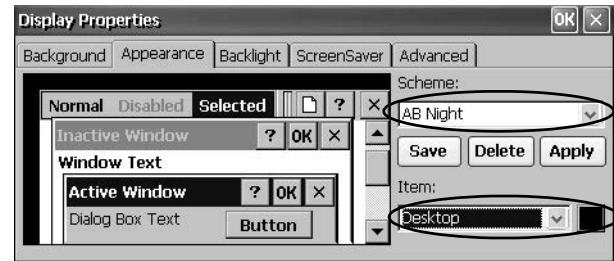 Display Properties OK ×
Background Appearance Backlight ScreenSaver Advanced
Scheme:
Normal Disabled Selected ? ×
AB Night
Inactive Window ? OK ×
Save Delete Apply
Window Text
Active Window ? OK ×
Item:
Dialog Box Text Button
Desktop